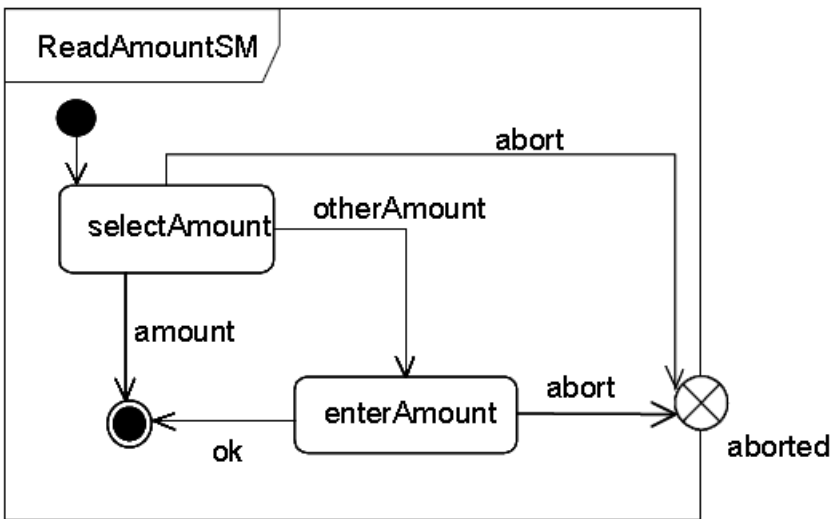 ReadAmountSM
abort
selectAmount
otherAmount
amount
enterAmount
abort
ok
aborted